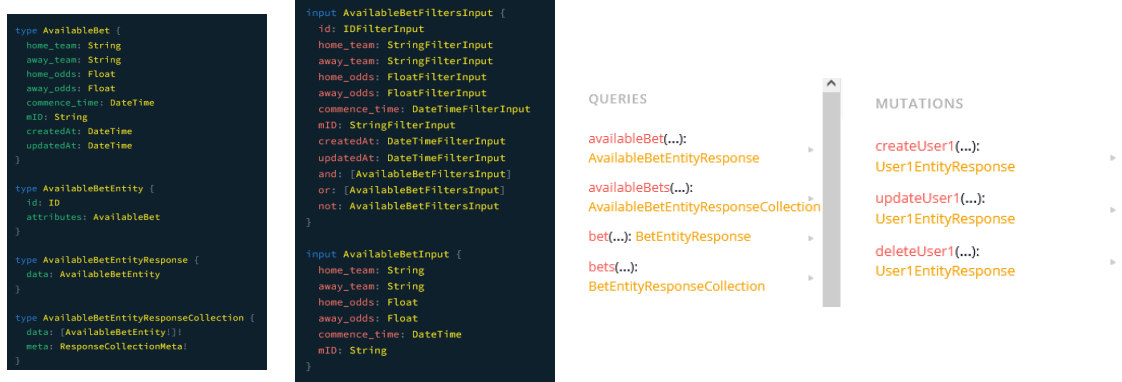 type AvailableBet {
home_team: String
away_team: String
home_odds: Float
away_odds: Float
commence_time: DateTime
mID: String
createdAt: DateTime
updatedAt: DateTime
}
type AvailableBetEntity {
id: ID
attributes: AvailableBet
}
type AvailableBetEntityResponse {
data: AvailableBetEntity
}
type AvailableBetEntityResponseCollection {
data: [AvailableBetEntity!]!
meta: ResponseCollectionMeta!
}
input AvailableBetFiltersInput {
id: IDFilterInput
home_team: StringFilterInput
away_team: StringFilterInput
home_odds: FloatFilterInput
away_odds: FloatFilterInput
commence_time: DateTimeFilterInput
mID: StringFilterInput
createdAt: DateTimeFilterInput
updatedAt: DateTimeFilterInput
and: [AvailableBetFiltersInput]
or: [AvailableBetFiltersInput]
not: AvailableBetFiltersInput
}
input AvailableBetInput {
home_team: String
away_team: String
home_odds: Float
away_odds: Float
commence_time: DateTime
mID: String
}
QUERIES
availableBet(...):
AvailableBetEntityResponse
availableBets(...):
AvailableBetEntityResponseCollection
bet(...): BetEntityResponse
bets(...):
BetEntityResponseCollection
MUTATIONS
createUser1(...):
User1EntityResponse
updateUser1(...):
User1EntityResponse
deleteUser1(...):
User1EntityResponse